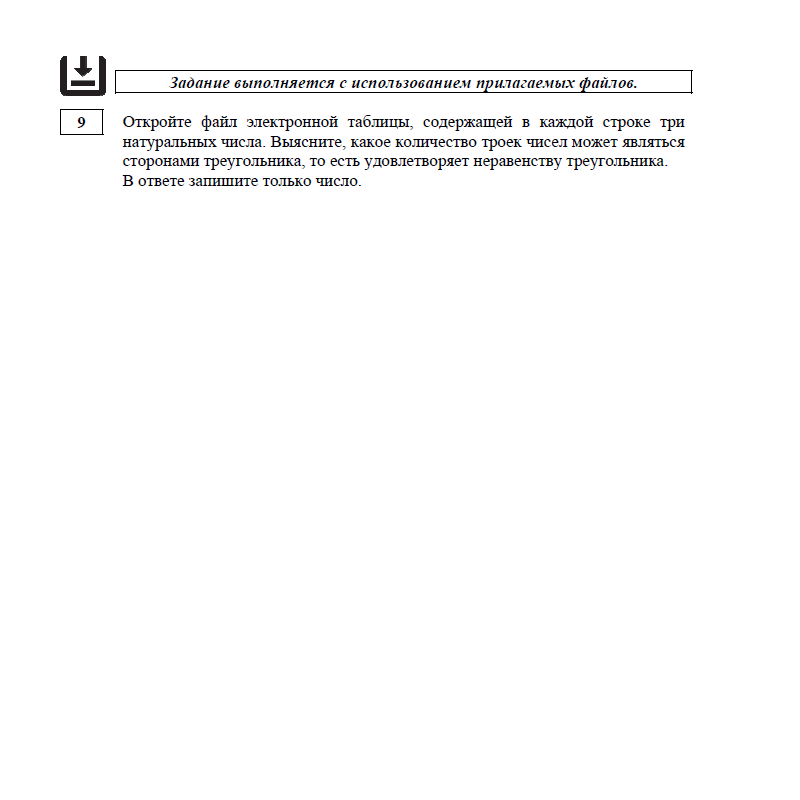 Задание выполняется с использованием прилагаемых файлов.
9
Откройте файл электронной таблицы, содержащей в каждой строке три
натуральных числа. Выясните, какое количество троек чисел может являться
сторонами треугольника, то есть удовлетворяет неравенству треугольника.
В ответе запишите только число.